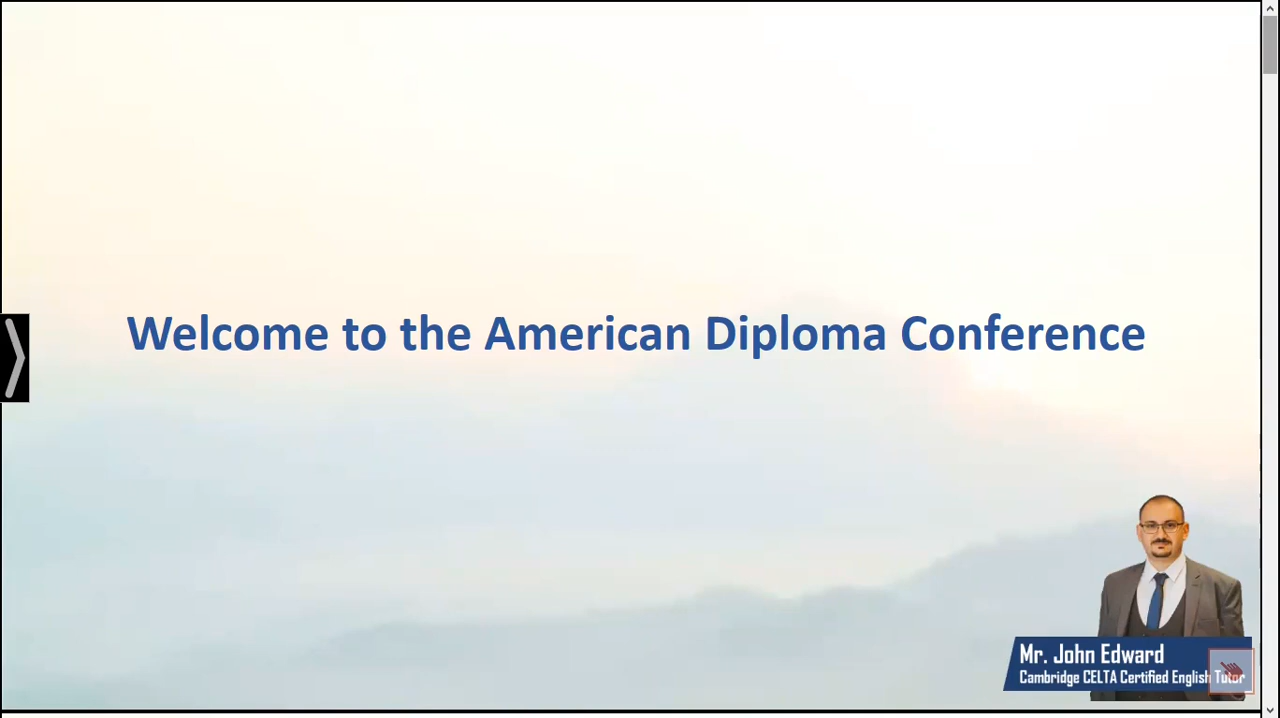 Welcome to the American Diploma Conference
Mr. John Edward
Cambridge CELTA Certified English Tutor